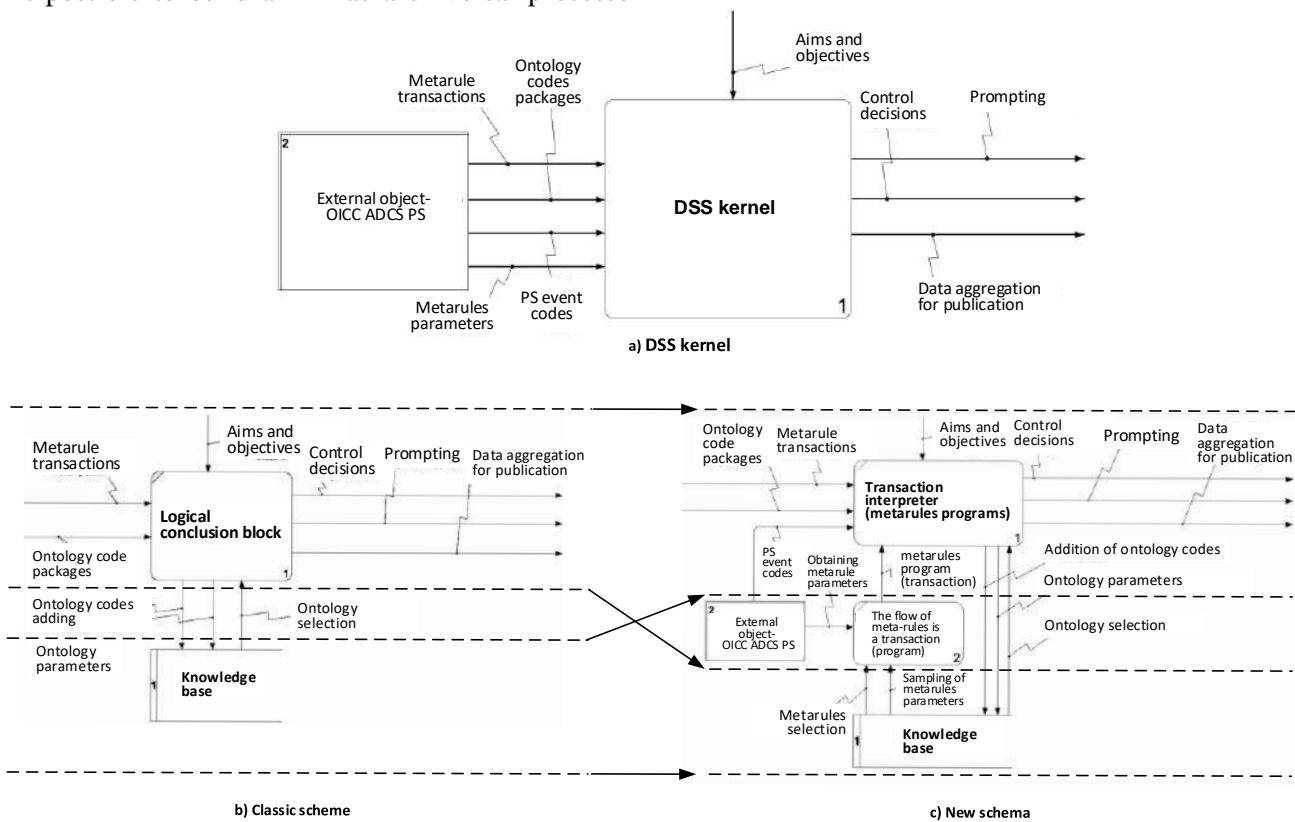 Aims and
objectives
Ontology
codes
packages
Metarule
transactions
Control
decisions
Prompting
2
External object-
OICC ADCS PS
DSS kernel
1
Metarules
parameters
PS event
codes
Data aggregation
for publication
a) DSS kernel
Metarule
transactions
Aims and
objectives
Control
decisions
Prompting
Data aggregation
for publication
Logical
conclusion block
1
Ontology code
packages
Ontology codes
adding
Ontology
selection
Ontology
parameters
1
Knowledge
base
b) Classic scheme
Ontology
code
packages
Metarule
transactions
Aims and
objectives
Control
decisions
Prompting
Data
aggregation
for publication
Transaction
interpreter
(metarules programs)
1
PS
event
codes
Obtaining
metarule
parameters
metarules
program
(transaction)
Addition of ontology codes
Ontology parameters
Ontology selection
2
External
object-
OICC ADCS PS
The flow of
meta-rules is
a transaction
(program)
2
Metarules
selection
Sampling of
metarules
parameters
1
Knowledge
base
c) New schema